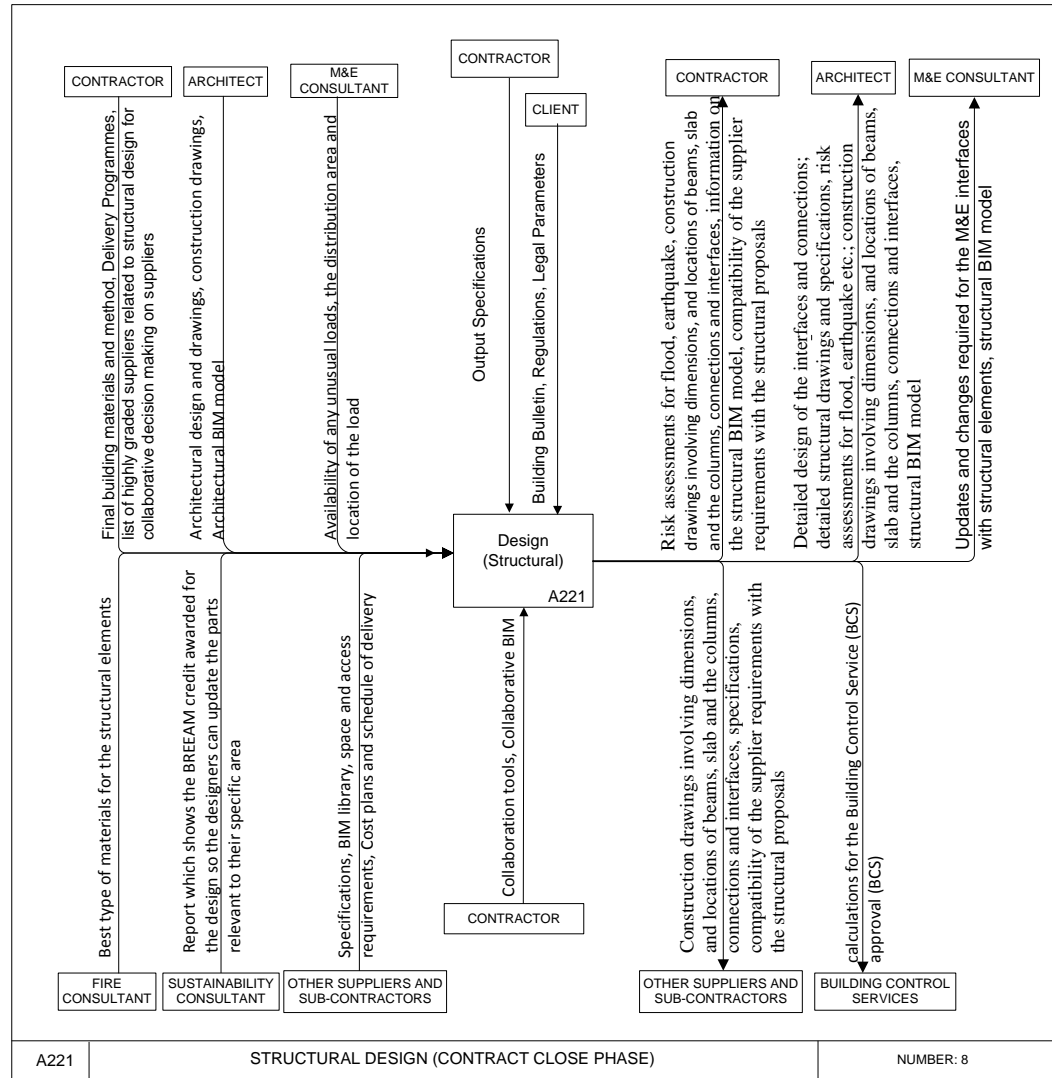 CONTRACTOR
ARCHITECT
M&E
CONSULTANT
CONTRACTOR
CLIENT
CONTRACTOR
ARCHITECT
M&E CONSULTANT
Final building materials and method, Delivery Programmes,
list of highly graded suppliers related to structural design for
collaborative decision making on suppliers
Architectural design and drawings, construction drawings,
Architectural BIM model
Availability of any unusual loads, the distribution area and
location of the load
Output Specifications
Building Bulletin, Regulations, Legal Parameters
Risk assessments for flood, earthquake, construction
drawings involving dimensions, and locations of beams, slab
and the columns, connections and interfaces, information on
the structural BIM model, compatibility of the supplier
requirements with the structural proposals
Detailed design of the interfaces and connections;
detailed structural drawings and specifications, risk
assessments for flood, earthquake etc.; construction
drawings involving dimensions, and locations of beams,
slab and the columns, connections and interfaces,
structural BIM model
Updates and changes required for the M&E interfaces
with structural elements, structural BIM model
Design
(Structural)
A221
Best type of materials for the structural elements
Report which shows the BREEAM credit awarded for
the design so the designers can update the parts
relevant to their specific area
Specifications, BIM library, space and access
requirements, Cost plans and schedule of delivery
Collaboration tools, Collaborative BIM
Construction drawings involving dimensions,
and locations of beams, slab and the columns,
connections and interfaces, specifications,
compatibility of the supplier requirements with
the structural proposals
calculations for the Building Control Service (BCS)
approval (BCS)
CONTRACTOR
FIRE
CONSULTANT
SUSTAINABILITY
CONSULTANT
OTHER SUPPLIERS AND
SUB-CONTRACTORS
OTHER SUPPLIERS AND
SUB-CONTRACTORS
BUILDING CONTROL
SERVICES
A221
STRUCTURAL DESIGN (CONTRACT CLOSE PHASE)
NUMBER: 8